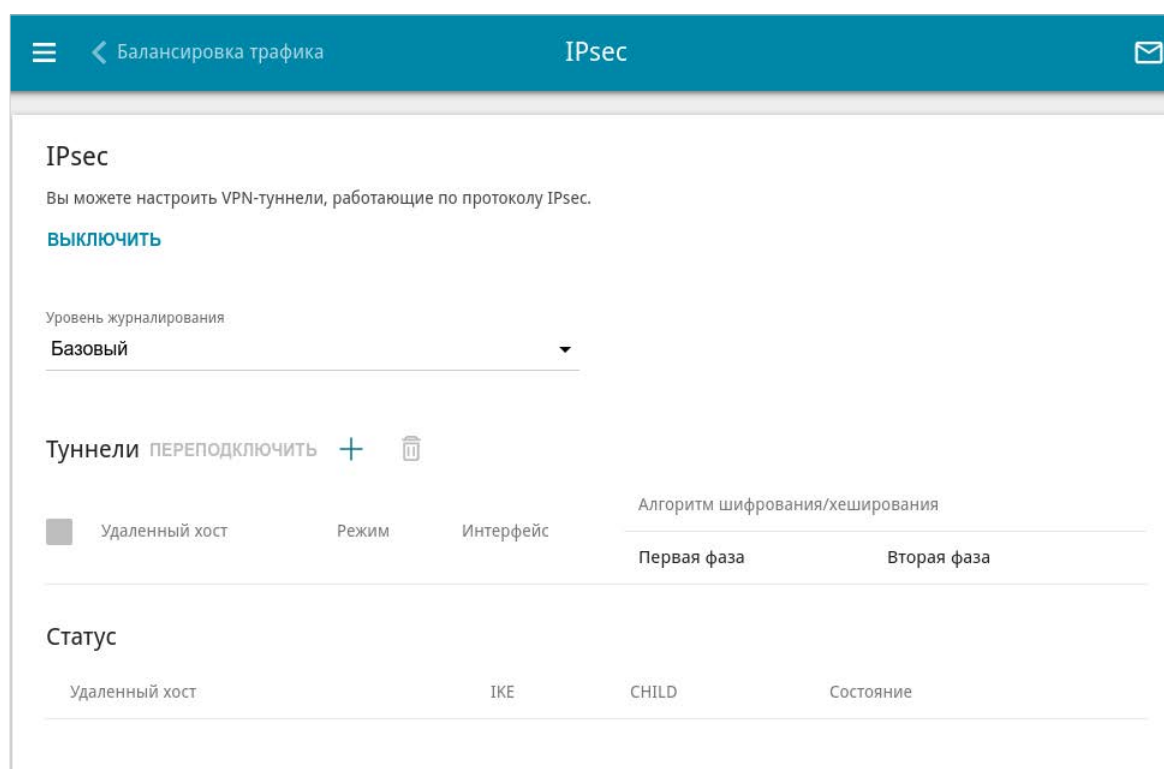 Балансировка трафика IPsec
IPsec
Вы можете настроить VPN-туннели, работающие по протоколу IPsec.
ВЫКЛЮЧИТЬ
Уровень журналирования
Базовый
Туннели ПЕРЕПОДКЛЮЧИТЬ
Алгоритм шифрования/хеширования
Удаленный хост Режим Интерфейс
Первая фаза Вторая фаза
Статус
Удаленный хост IKE CHILD Состояние